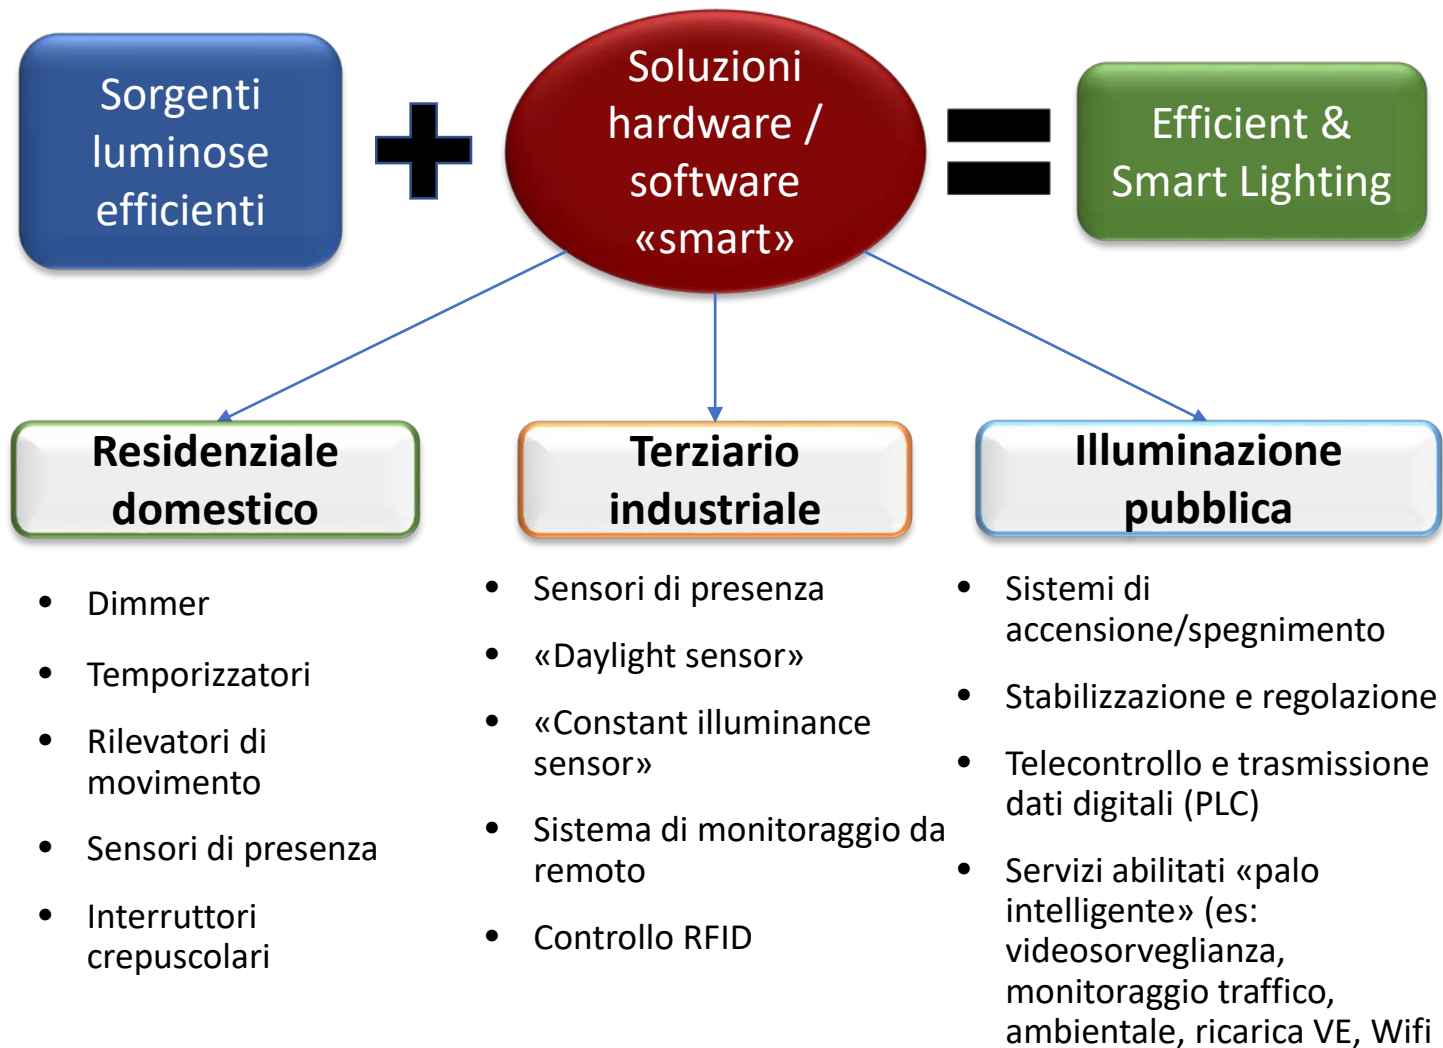 Sorgenti
luminose
efficienti
Soluzioni
hardware /
software
«smart»
Efficient &
Smart Lighting
Residenziale
domestico
• Dimmer
• Temporizzatori
• Rilevatori di
movimento
• Sensori di presenza
• Interruttori
crepuscolari
Terziario
industriale
• Sensori di presenza
• «Daylight sensor»
• «Constant illuminance
sensor»
• Sistema di monitoraggio da
remoto
• Controllo RFID
Illuminazione
pubblica
• Sistemi di
accensione/spegnimento
• Stabilizzazione e regolazione
• Telecontrollo e trasmissione
dati digitali (PLC)
• Servizi abilitati «palo
intelligente» (es:
videosorveglianza,
monitoraggio traffico,
ambientale, ricarica VE, Wifi